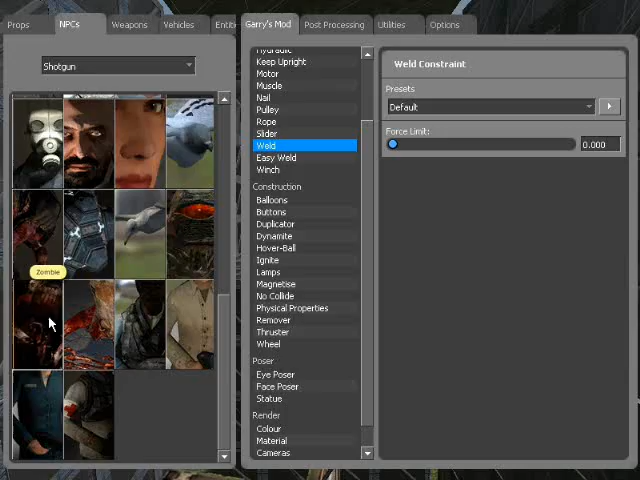 Props
NPCs
Weapons
Vehicles
Entiti
Garry's Mod
Post Processing
Utilities
Options
Shotgun
Zombie
Hydraulic
Keep Upright
Motor
Muscle
Nail
Pulley
Rope
Slider
Weld
Easy Weld
Winch
Construction
Balloons
Buttons
Duplicator
Dynamite
Hover-Ball
Ignite
Lamps
Magnetise
No Collide
Physical Properties
Remover
Thruster
Wheel
Poser
Eye Poser
Face Poser
Statue
Render
Colour
Material
Cameras
Weld Constraint
Presets
Default
Force Limit:
0.000